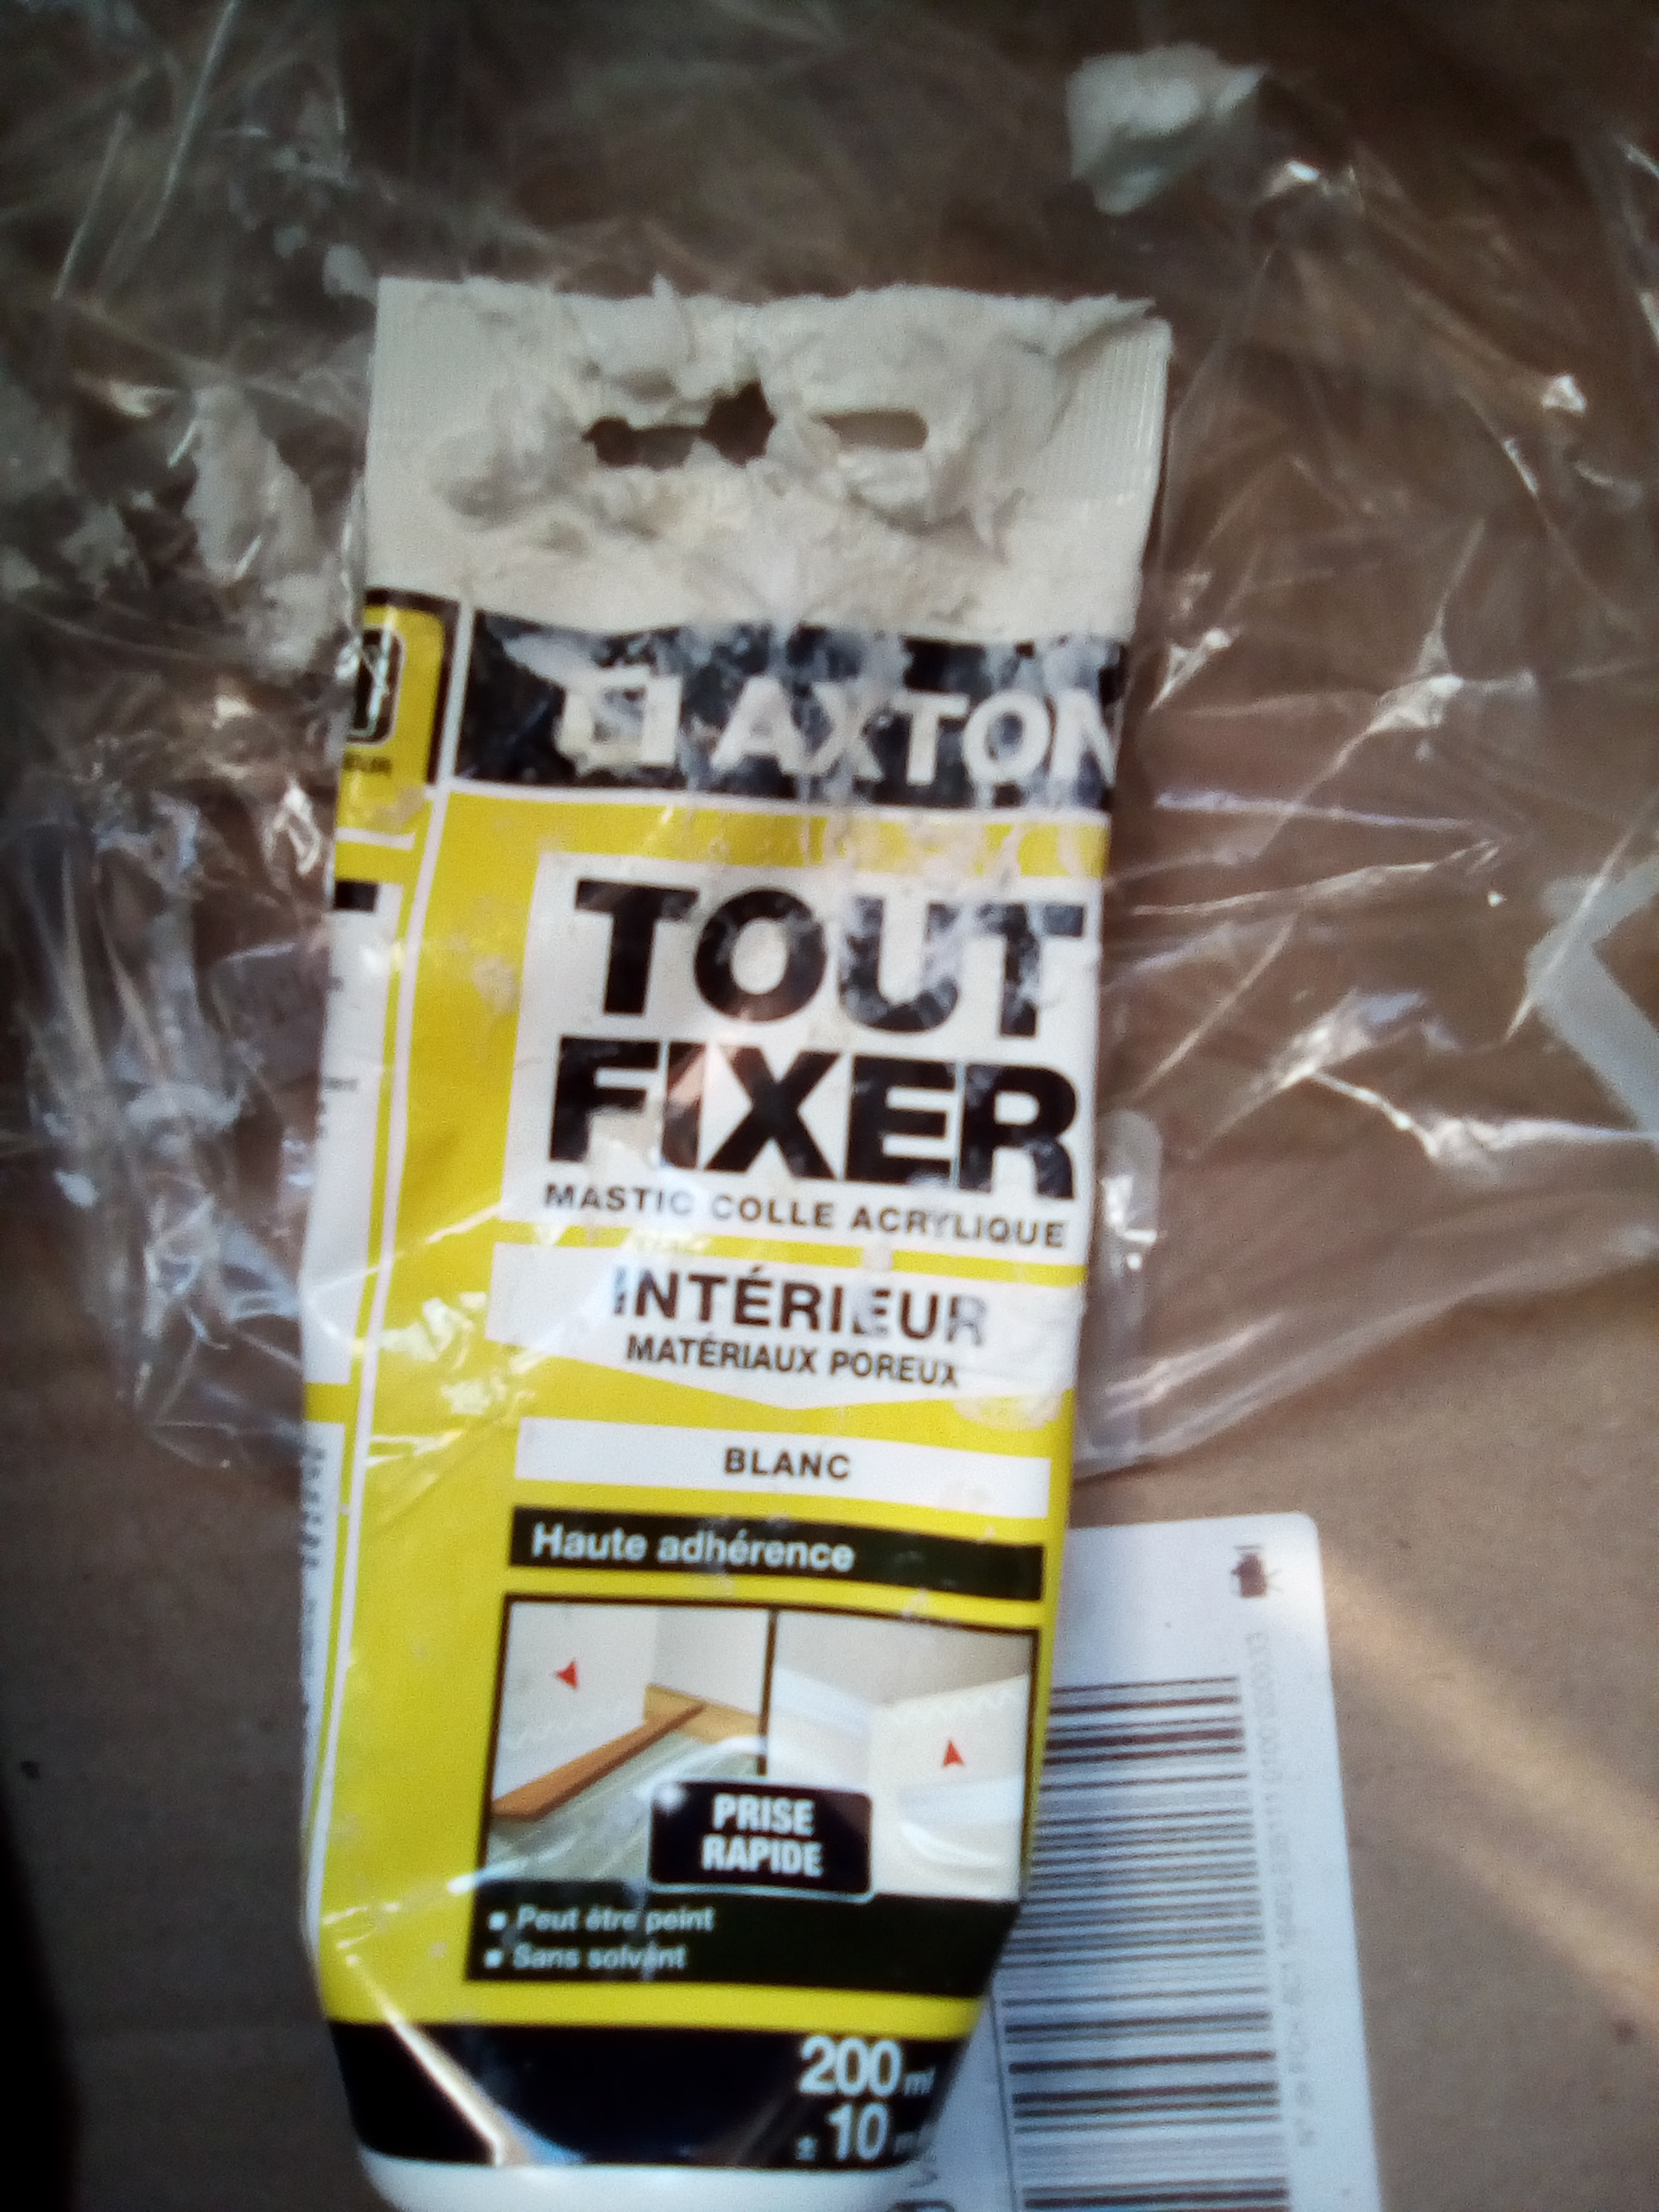 AXTON
TOUT
FIXER
MASTIC COLLE ACRYLIQUE
INTÉRIEUR
MATÉRIAUX POREUX
BLANC
Haute adhérence
PRISE
RAPIDE
▪ Peut être peint
▪ Sans solvant
200 ml
± 10